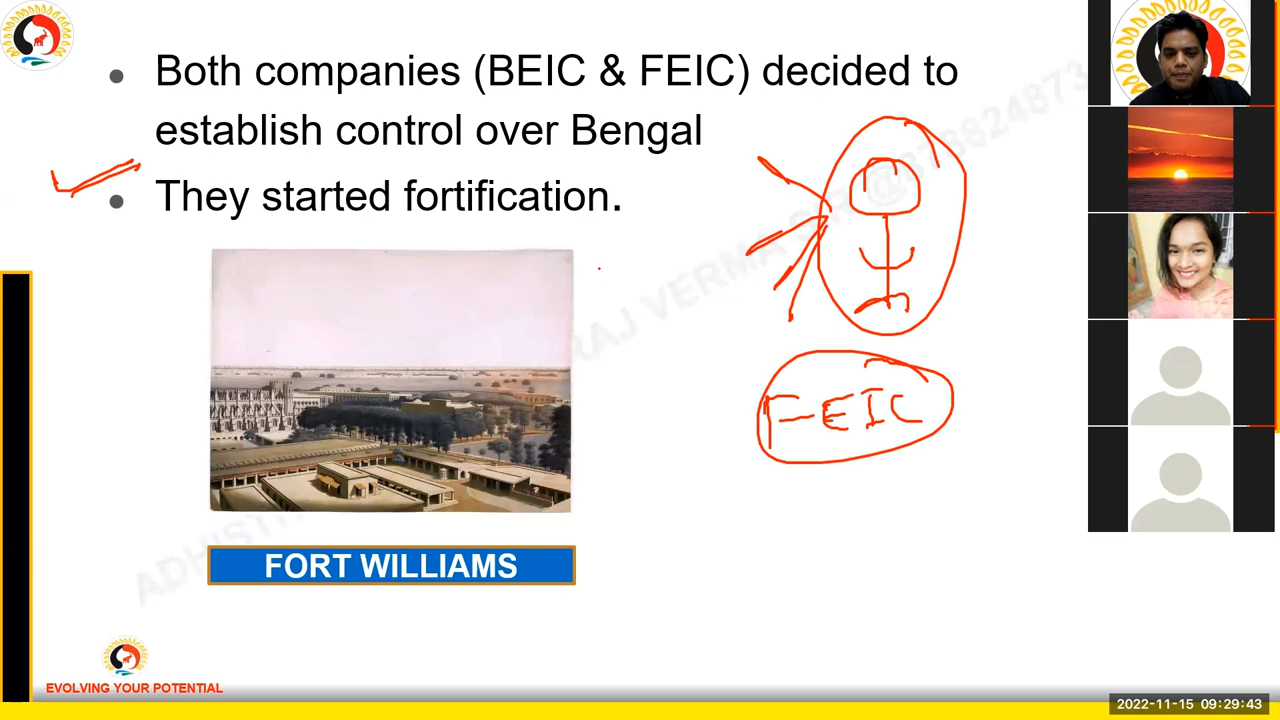 Both companies (BEIC & FEIC) decided to
establish control over Bengal
They started fortification.
FEIC
FORT WILLIAMS
EVOLVING YOUR POTENTIAL
2022-11-15 09:29:43